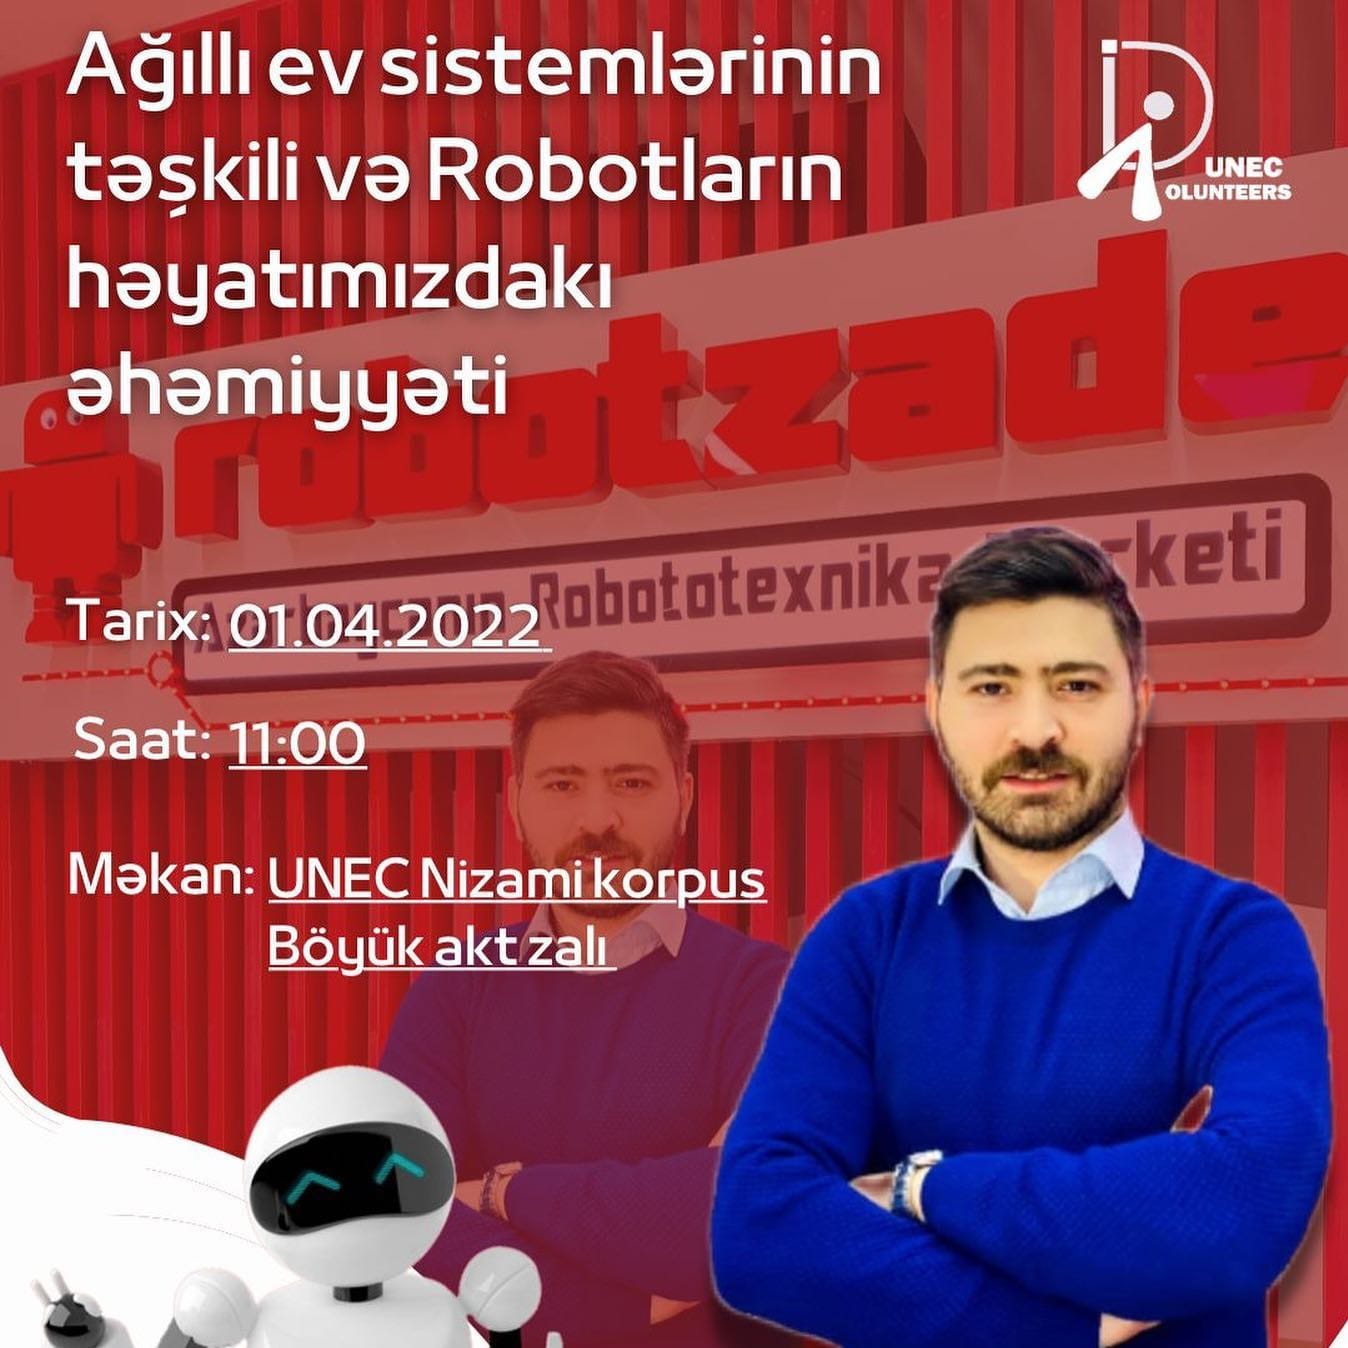 Ağıllı ev sistemlərinin
təşkili və Robotların
həyatımızdakı
əhəmiyyəti
UNEC
OLUNTEERS
robotzade
Azərbaycanın Robototexnika
Tarix: 01.04.2022
Saat: 11:00
Məkan: UNEC Nizami korpus
Böyük akt zalı